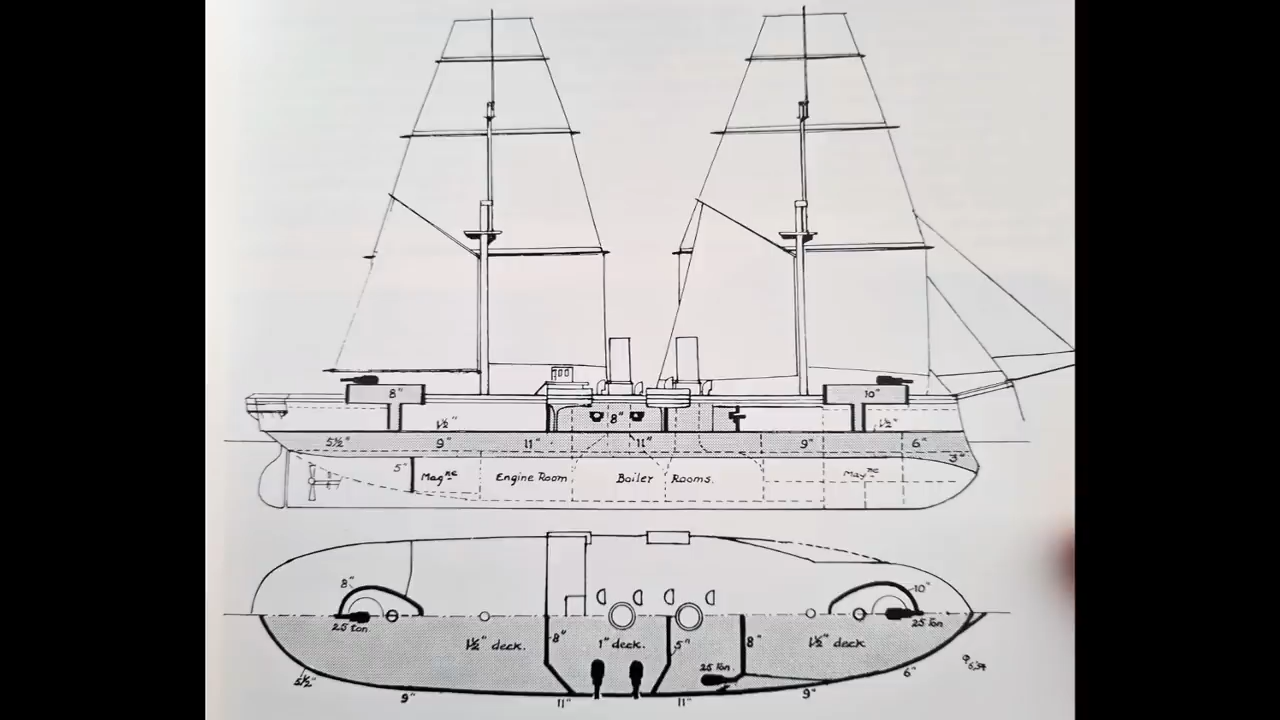 8" 10"
1½" 8" 1½"
5½" 9" 11" 11" 9" 6"
3"
5" Magne Engine Room Boiler Rooms. Magne
8" 10"
25 ton. 25 Ton.
1½" deck. 8" 1" deck. 5" 8" 1½" deck
25 Ton.
5½" 6"
9" 11" 11" 9"